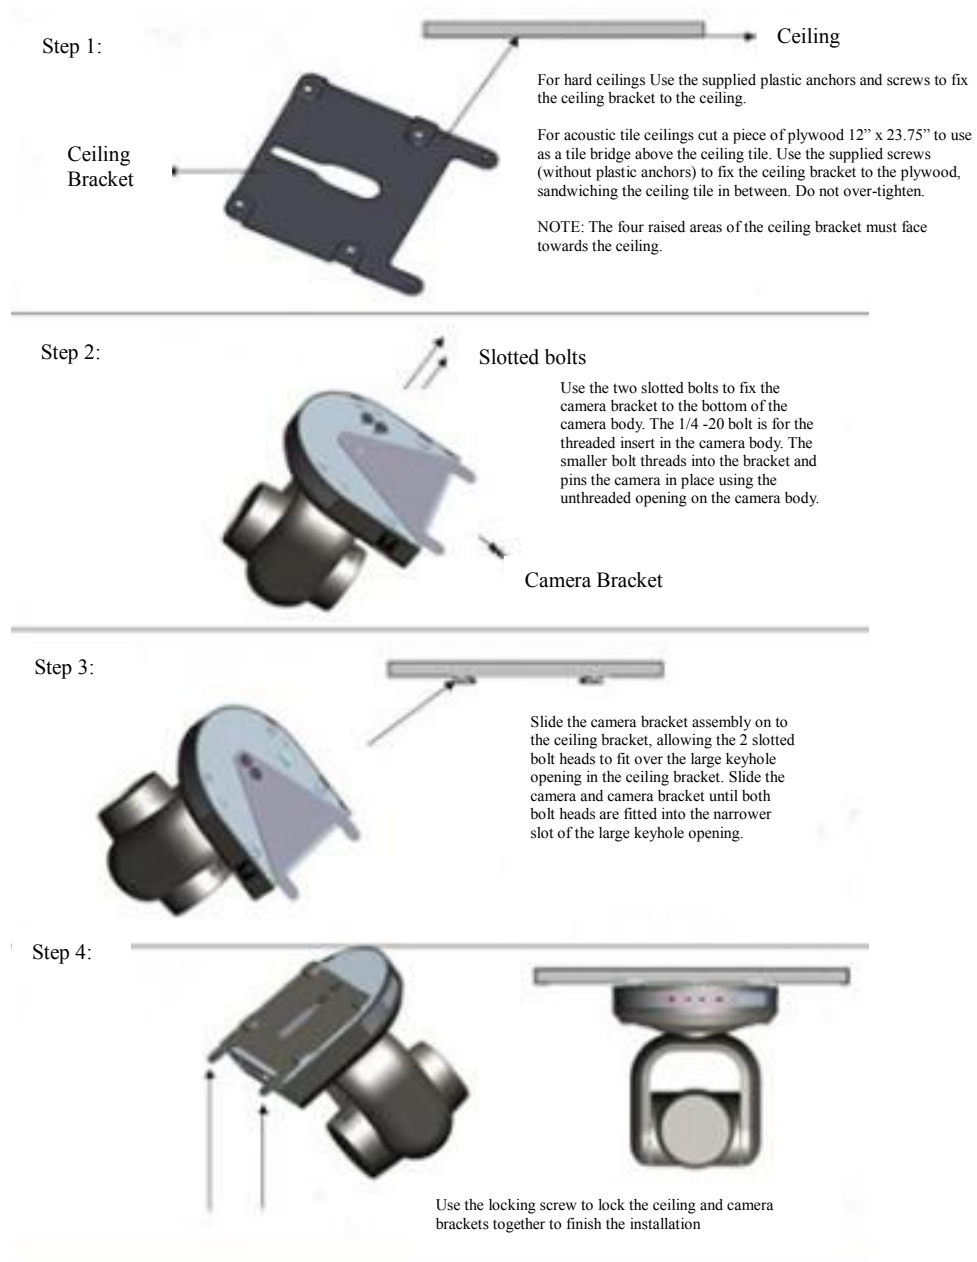 Step 1:
Ceiling
For hard ceilings Use the supplied plastic anchors and screws to fix
the ceiling bracket to the ceiling.
For acoustic tile ceilings cut a piece of plywood 12” x 23.75” to use
as a tile bridge above the ceiling tile. Use the supplied screws
(without plastic anchors) to fix the ceiling bracket to the plywood,
sandwiching the ceiling tile in between. Do not over-tighten.
NOTE: The four raised areas of the ceiling bracket must face
towards the ceiling.
Ceiling
Bracket
Step 2:
Slotted bolts
Use the two slotted bolts to fix the
camera bracket to the bottom of the
camera body. The 1/4 -20 bolt is for the
threaded insert in the camera body. The
smaller bolt threads into the bracket and
pins the camera in place using the
unthreaded opening on the camera body.
Camera Bracket
Step 3:
Slide the camera bracket assembly on to
the ceiling bracket, allowing the 2 slotted
bolt heads to fit over the large keyhole
opening in the ceiling bracket. Slide the
camera and camera bracket until both
bolt heads are fitted into the narrower
slot of the large keyhole opening.
Step 4:
Use the locking screw to lock the ceiling and camera
brackets together to finish the installation